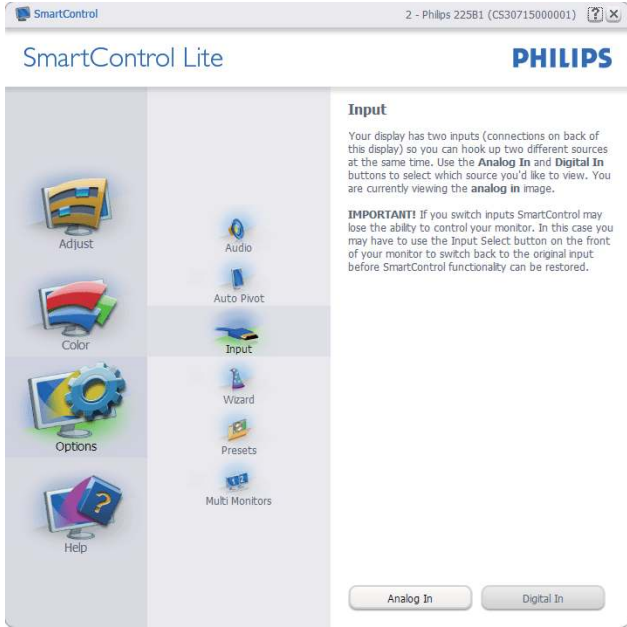 SmartControl
2 - Philips 225B1 (CS30715000001)
?
SmartControl Lite
PHILIPS
Adjust
Color
Options
Help
Audio
Auto Pivot
Input
Wizard
Presets
1 2
Multi Monitors
Input
Your display has two inputs (connections on back of
this display) so you can hook up two different sources
at the same time. Use the Analog In and Digital In
buttons to select which source you'd like to view. You
are currently viewing the analog in image.
IMPORTANT! If you switch inputs SmartControl may
lose the ability to control your monitor. In this case you
may have to use the Input Select button on the front
of your monitor to switch back to the original input
before SmartControl functionality can be restored.
Analog In
Digital In